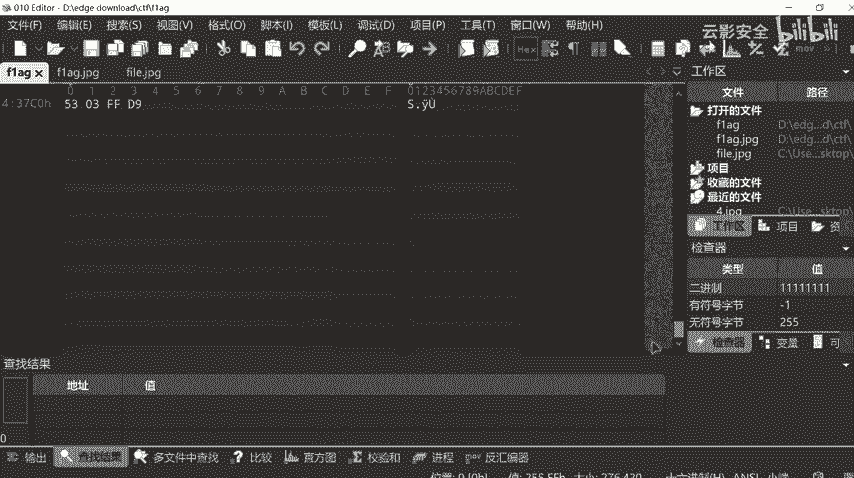 010 Editor - D:\edge download\ctf\f1ag
文件(F) 编辑(E) 搜索(S) 视图(V) 格式(O) 脚本(I) 模板(L) 调试(D) 项目(P) 工具(T) 窗口(W) 帮助(H)
云影安全 bilibili
f1ag f1ag.jpg file.jpg
工作区
0 1 2 3 4 5 6 7 8 9 A B C D E F 0123456789ABCDEF
4:37C0h 53 03 FF D9 S.ÿÙ
文件 路径
打开的文件
f1ag D:\edg...d\ctf\
f1ag.jpg D:\edg...d\ctf\
file.jpg C:\Use...sktop\
项目
收藏的文件
最近的文件
4.jpg C:\Use...sktop\
工作区 项目 资
检查器
类型 值
二进制 11111111
有符号字节 -1
无符号字节 255
检查器 变量 可
查找结果
地址 值
0
输出 查找结果 多文件中查找 比较 直方图 校验和 进程 反汇编器
位置: 0 [0h] 值: 255 FFh 大小: 276,420 十六进制(H) ANSI 小端